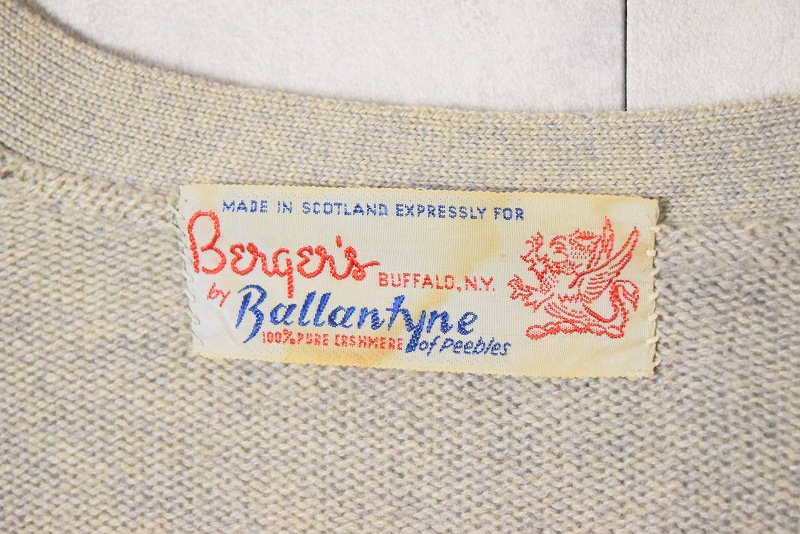 MADE IN SCOTLAND EXPRESSLY FOR
Berger's BUFFALO, N.Y.
by Ballantyne
100% PURE CASHMERE of Peebles